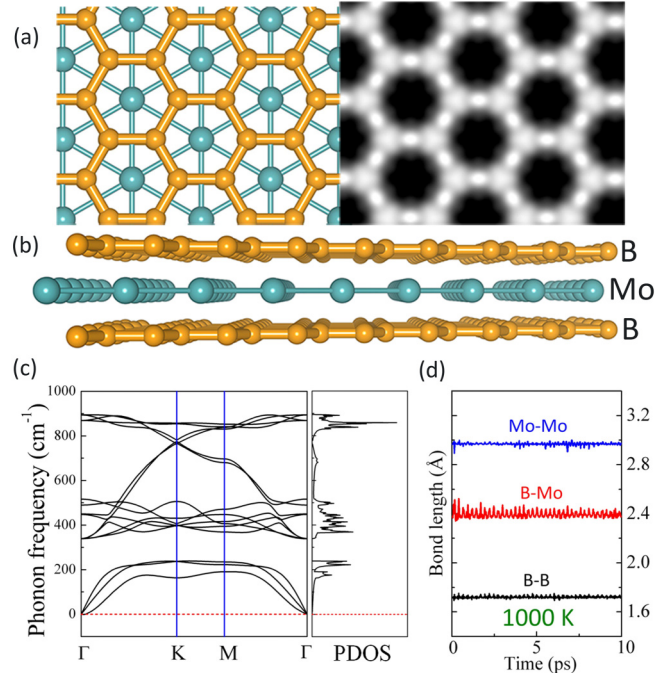 (a)
(b)
B
Mo
B
(c)
(d)
Phonon frequency (cm⁻¹)
1000
800
600
400
200
0
Γ
K
M
Γ
PDOS
Bond length (Å)
Mo-Mo
B-Mo
B-B
1000 K
3.2
2.8
2.4
2.0
1.6
0
5
10
Time (ps)